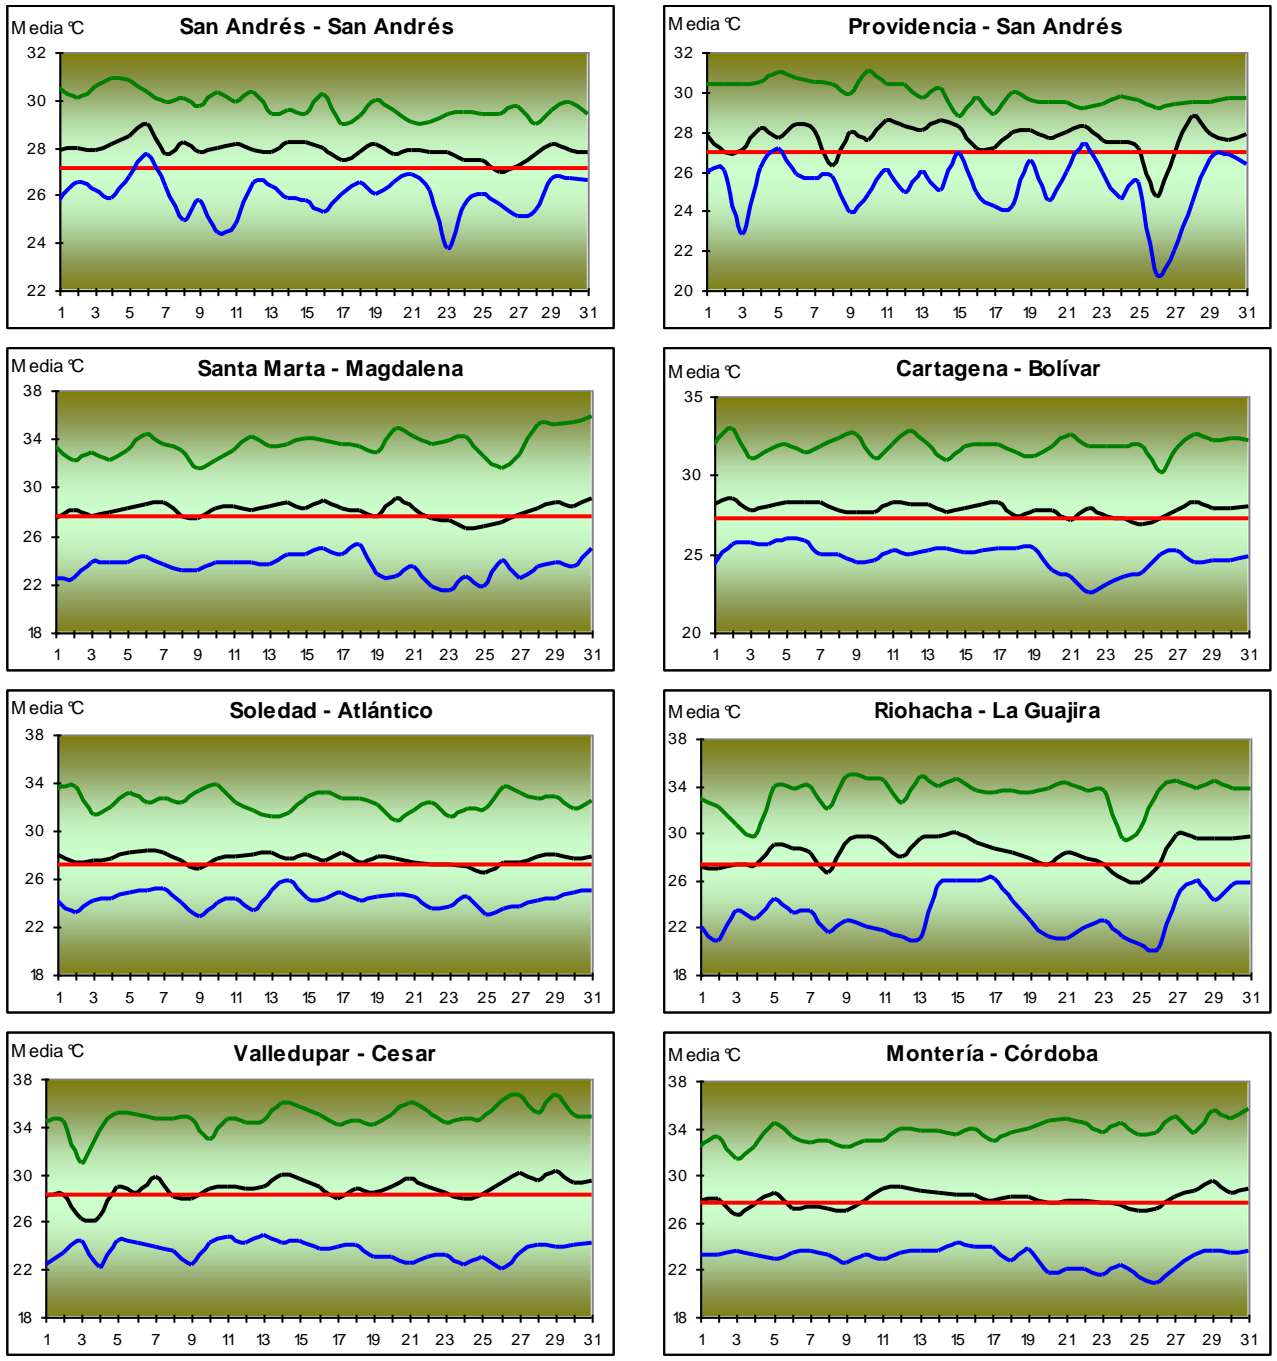 Media ºC
San Andrés - San Andrés
32
30
28
26
24
22
1 3 5 7 9 11 13 15 17 19 21 23 25 27 29 31
Media ºC
Providencia - San Andrés
32
30
28
26
24
22
20
1 3 5 7 9 11 13 15 17 19 21 23 25 27 29 31
Media ºC
Santa Marta - Magdalena
38
34
30
26
22
18
1 3 5 7 9 11 13 15 17 19 21 23 25 27 29 31
Media ºC
Cartagena - Bolívar
35
30
25
20
1 3 5 7 9 11 13 15 17 19 21 23 25 27 29 31
Media ºC
Soledad - Atlántico
38
34
30
26
22
18
1 3 5 7 9 11 13 15 17 19 21 23 25 27 29 31
Media ºC
Riohacha - La Guajira
38
34
30
26
22
18
1 3 5 7 9 11 13 15 17 19 21 23 25 27 29 31
Media ºC
Valledupar - Cesar
38
34
30
26
22
18
1 3 5 7 9 11 13 15 17 19 21 23 25 27 29 31
Media ºC
Montería - Córdoba
38
34
30
26
22
18
1 3 5 7 9 11 13 15 17 19 21 23 25 27 29 31